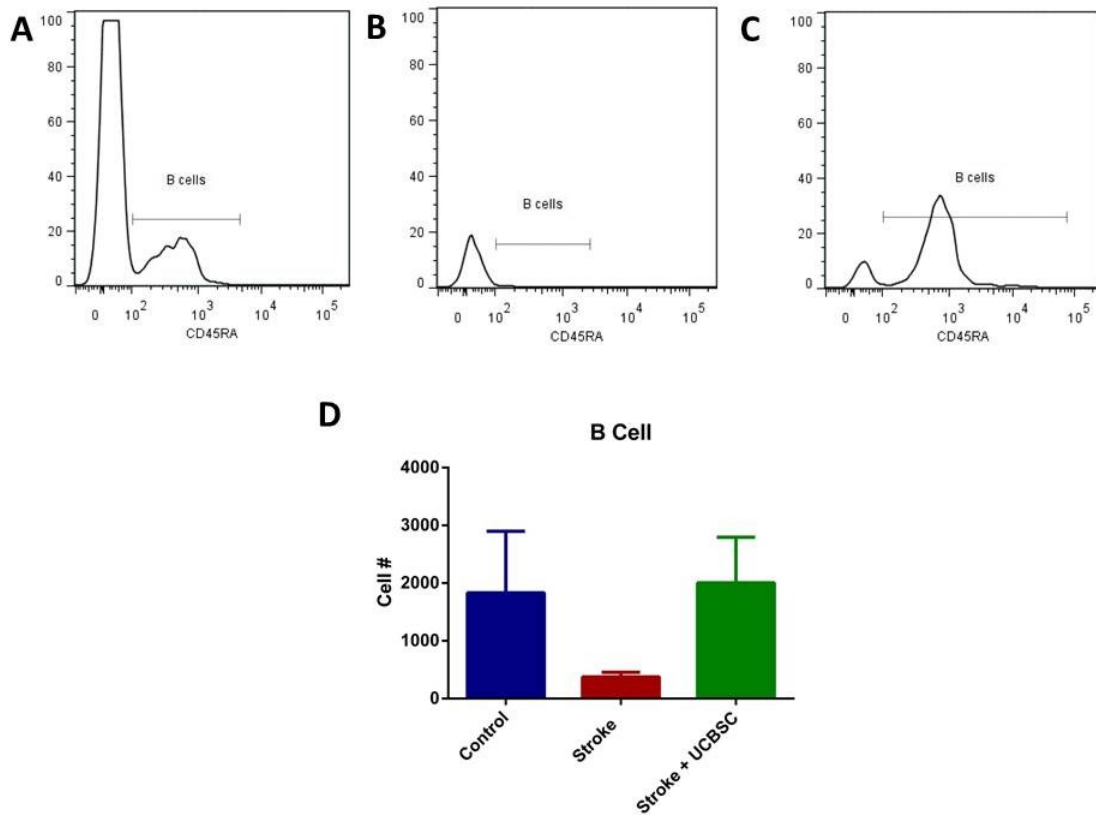 A
100
80
60
40
20
0
B cells
0 10² 10³ 10⁴ 10⁵
CD45RA
B
100
80
60
40
20
0
B cells
0 10² 10³ 10⁴ 10⁵
CD45RA
C
100
80
60
40
20
0
B cells
0 10² 10³ 10⁴ 10⁵
CD45RA
D
B Cell
Cell #
4000
3000
2000
1000
0
Control
Stroke
Stroke + UCBSC